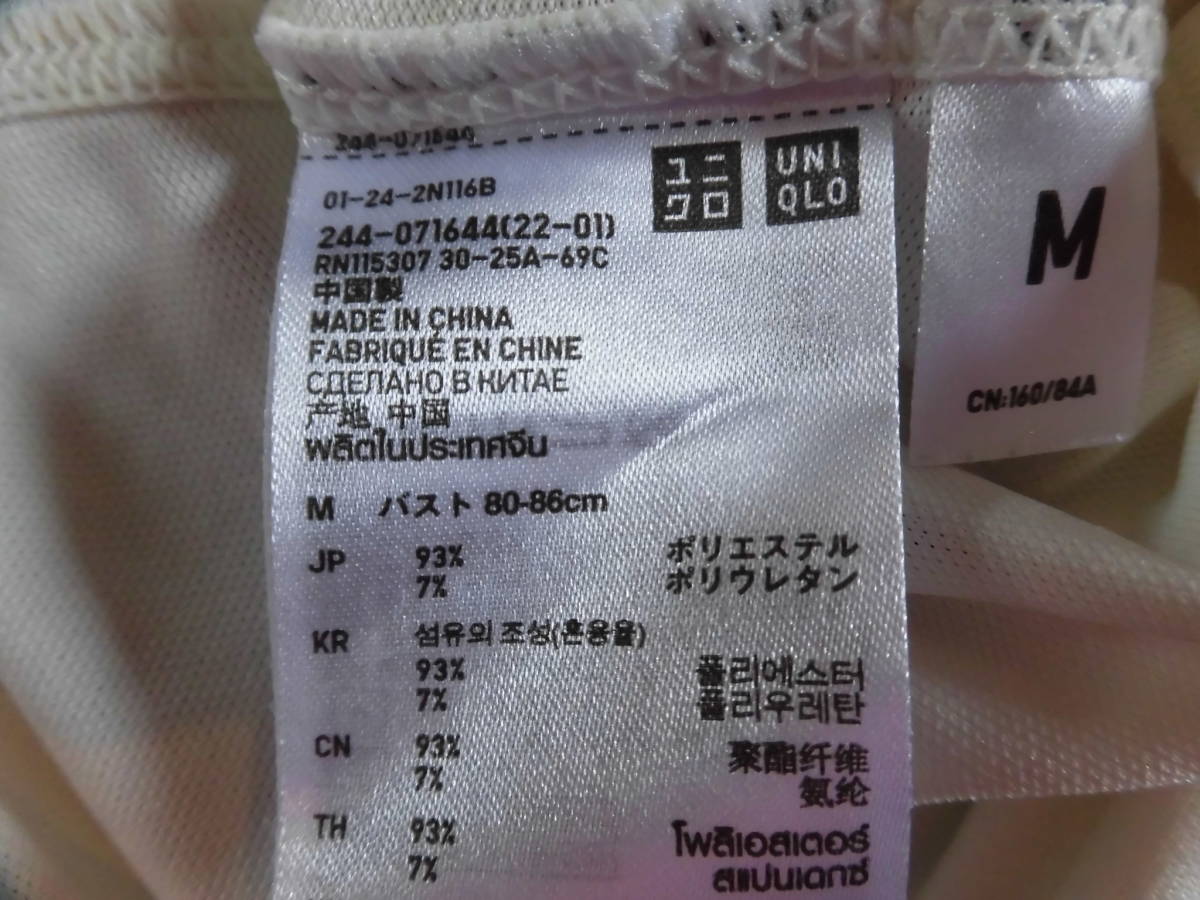 244-071644
01-24-2N116B
ユニ
クロ
UNI
QLO
244-071644(22-01)
RN115307 30-25A-69C
中国製
MADE IN CHINA
FABRIQUÉ EN CHINE
СДЕЛАНО В КИТАЕ
产地 中国
ผลิตในประเทศจีน
M バスト 80-86cm
JP 93% ポリエステル
7% ポリウレタン
KR 섬유의 조성(혼용율)
93% 폴리에스터
7% 폴리우레탄
CN 93% 聚酯纤维
7% 氨纶
TH 93% โพลิเอสเตอร์
7% สแปนเดกซ์
M
CN:160/84A